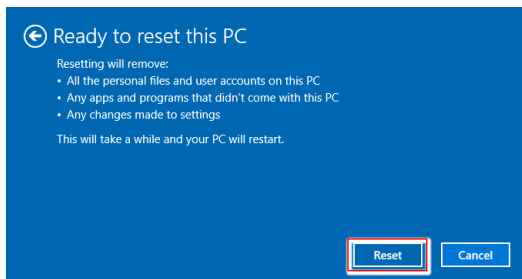 Ready to reset this PC
Resetting will remove:
• All the personal files and user accounts on this PC
• Any apps and programs that didn't come with this PC
• Any changes made to settings
This will take a while and your PC will restart.
Reset Cancel